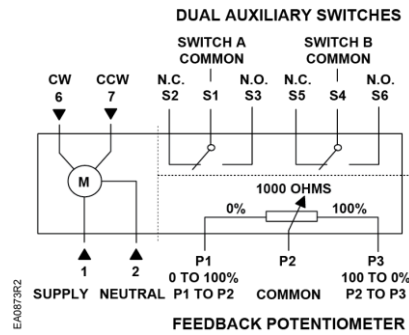 DUAL AUXILIARY SWITCHES
SWITCH A
COMMON
SWITCH B
COMMON
CW
6
CCW
7
N.C.
S2
S1
N.O.
S3
N.C.
S5
S4
N.O.
S6
M
1000 OHMS
0%
100%
1
2
SUPPLY
NEUTRAL
P1
0 TO 100%
P1 TO P2
P2
COMMON
P3
100 TO 0%
P2 TO P3
FEEDBACK POTENTIOMETER
EA0873R2